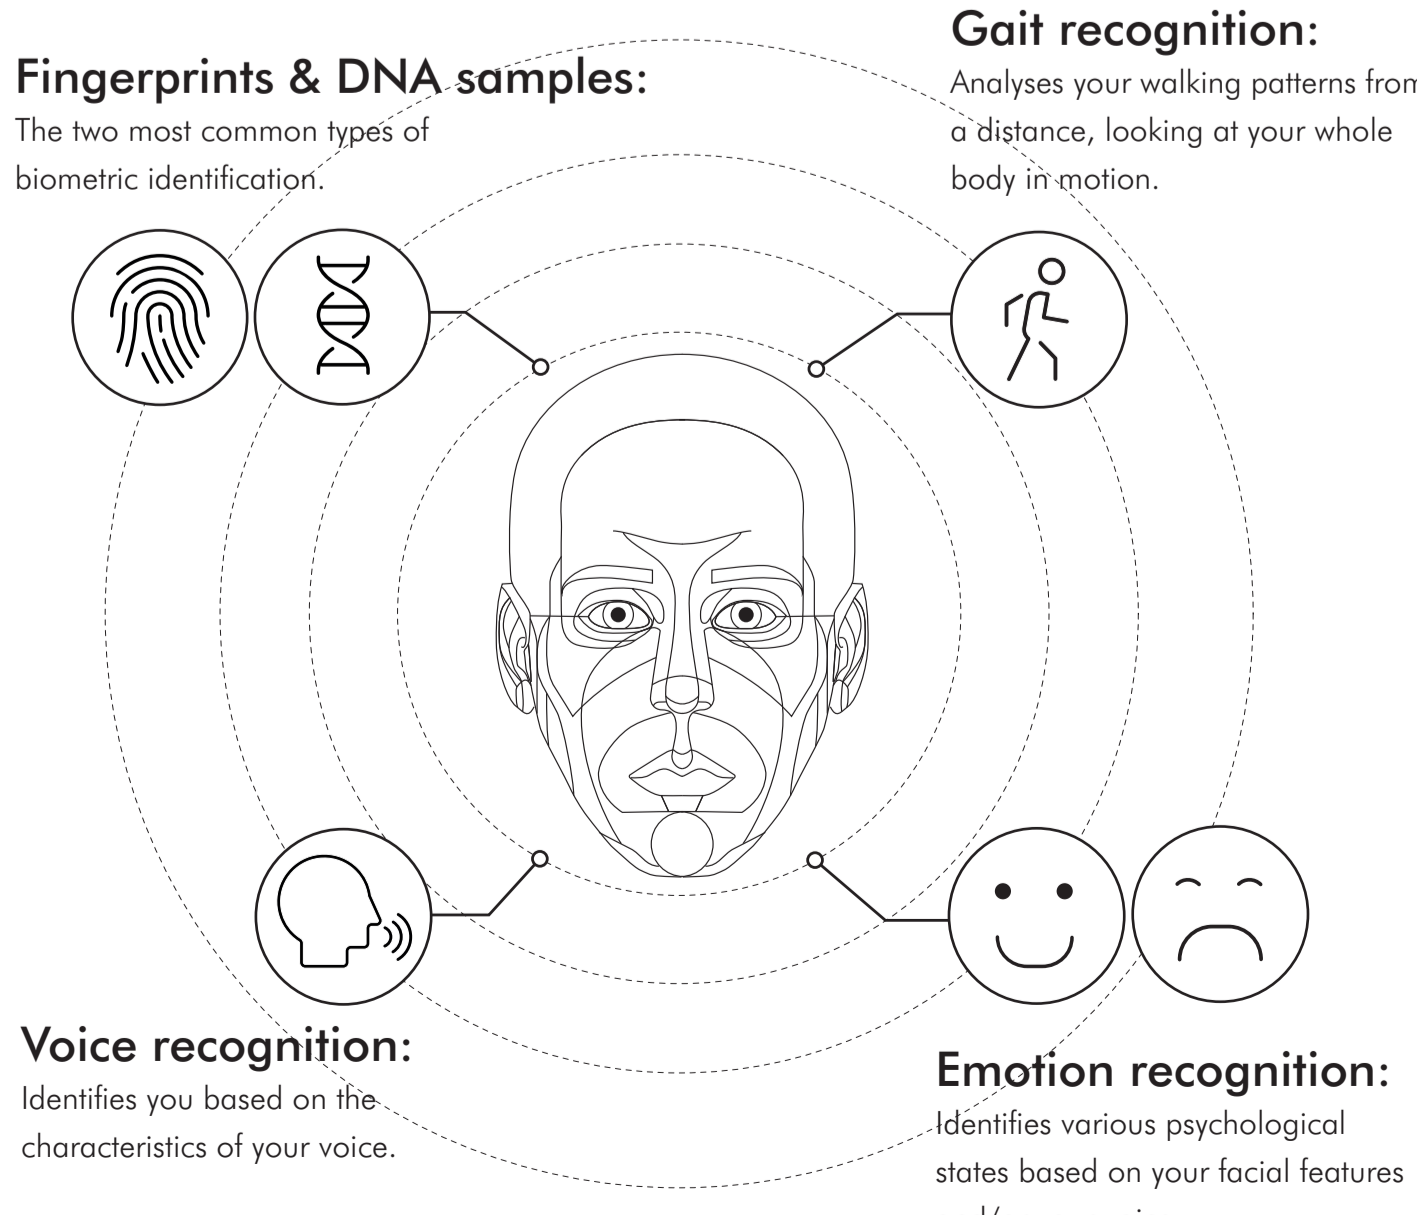 Fingerprints & DNA samples:
The two most common types of
biometric identification.
Gait recognition:
Analyses your walking patterns from
a distance, looking at your whole
body in motion.
Voice recognition:
Identifies you based on the
characteristics of your voice.
Emotion recognition:
Identifies various psychological
states based on your facial features